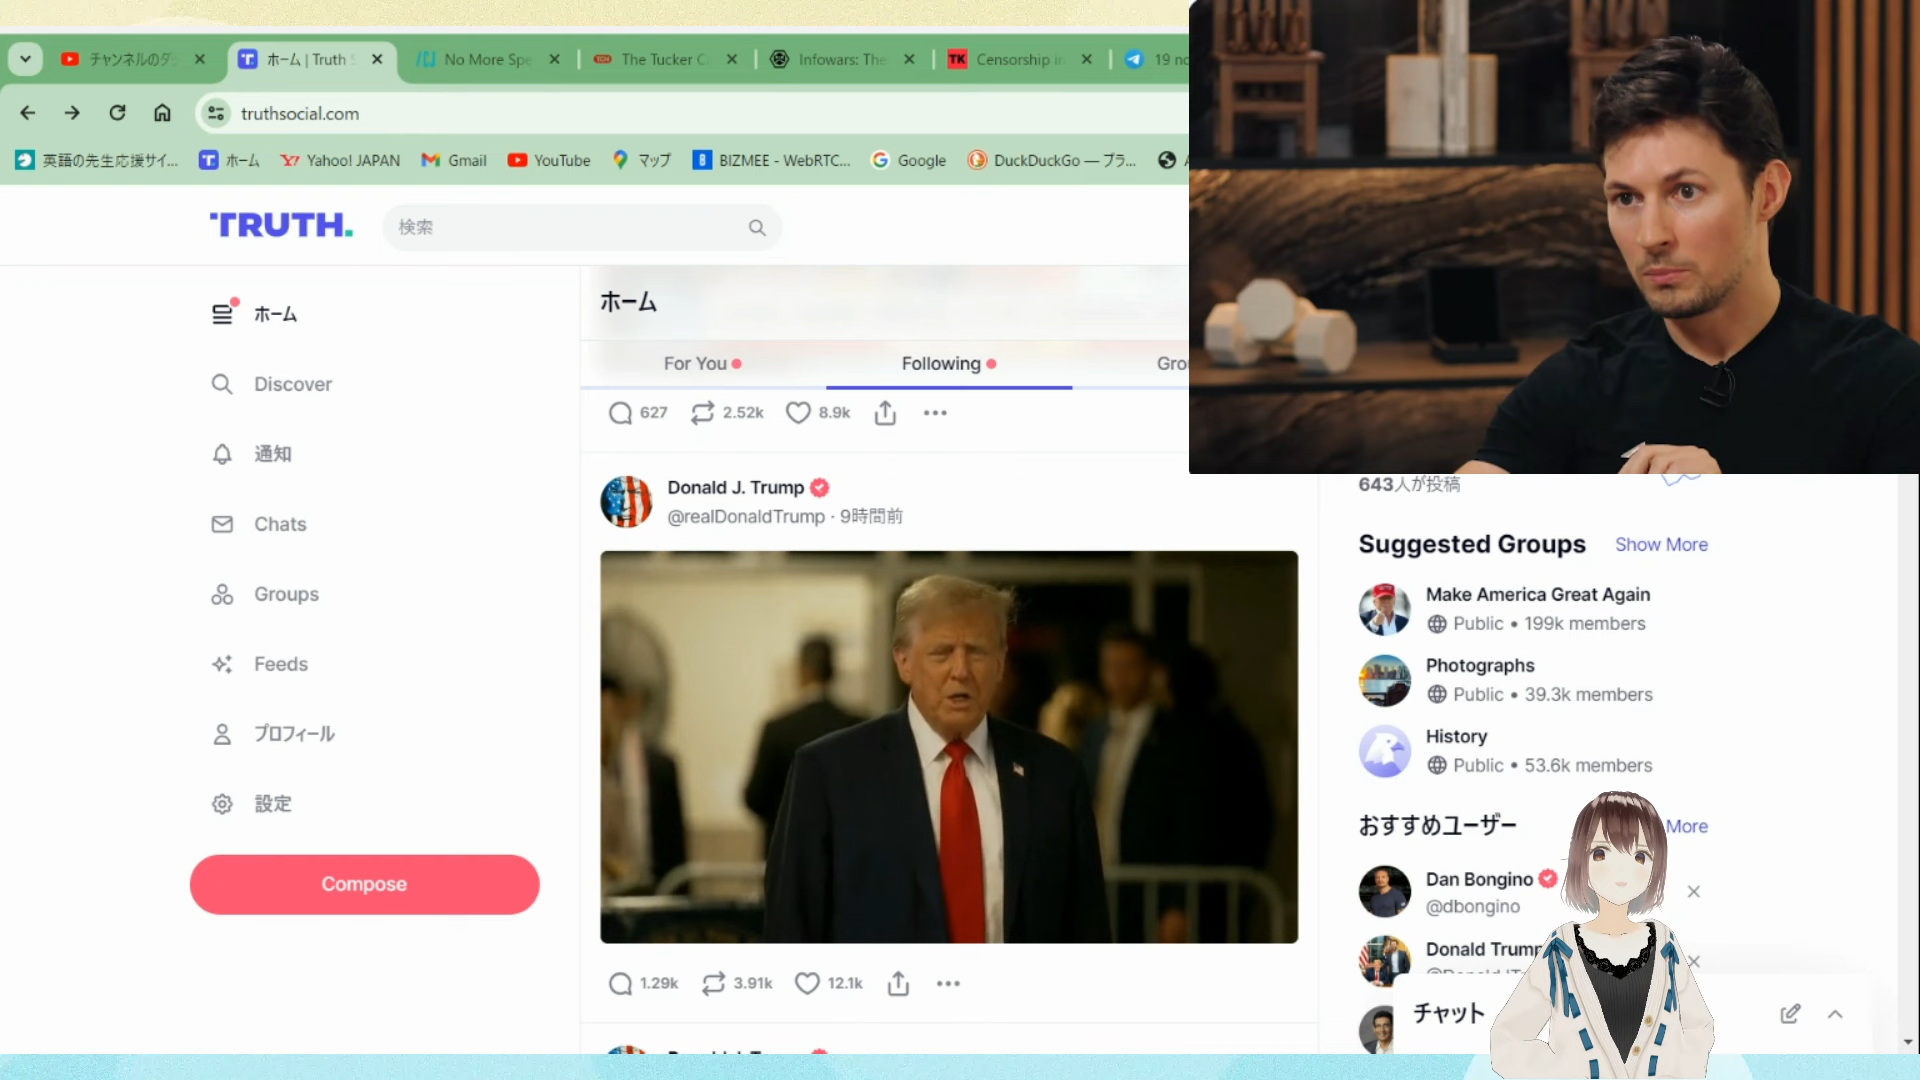 チャンネルのダ
ホーム | Truth S
No More Spe
The Tucker C
Infowars: The
TK
Censorship in
19 no
truthsocial.com
英語の先生応援サイ...
ホーム
Yahoo! JAPAN
Gmail
YouTube
マップ
BIZMEE - WebRTC...
Google
DuckDuckGo — プラ...
TRUTH.
検索
ホーム
Discover
通知
Chats
Groups
Feeds
プロフィール
設定
Compose
ホーム
For You
Following
Grou
627
2.52k
8.9k
Donald J. Trump
@realDonaldTrump · 9時間前
1.29k
3.91k
12.1k
643人が投稿
Suggested Groups
Show More
Make America Great Again
Public • 199k members
Photographs
Public • 39.3k members
History
Public • 53.6k members
おすすめユーザー
More
Dan Bongino
@dbongino
Donald Trump
チャット